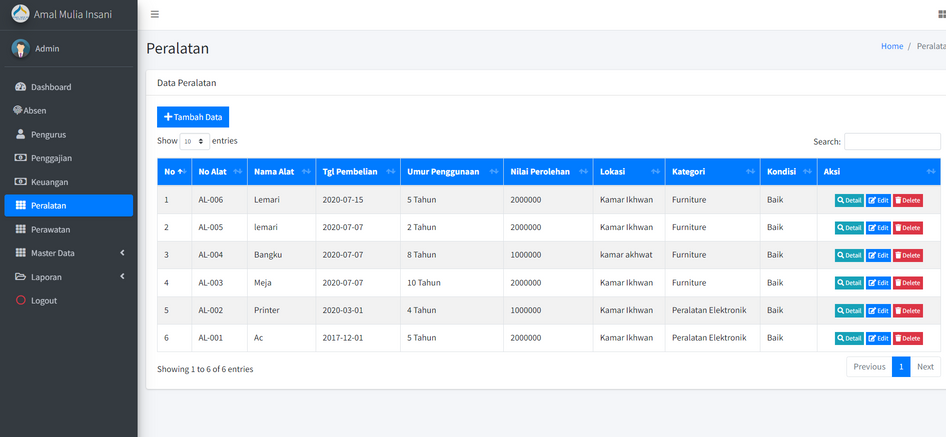 Amal Mulia Insani
Admin
Dashboard
Absen
Pengurus
Penggajian
Keuangan
Peralatan
Perawatan
Master Data
Laporan
Logout
Peralatan
Home / Peralata
Data Peralatan
Tambah Data
Show 10 entries
Search:
No No Alat Nama Alat Tgl Pembelian Umur Penggunaan Nilai Perolehan Lokasi Kategori Kondisi Aksi
1 AL-006 Lemari 2020-07-15 5 Tahun 2000000 Kamar Ikhwan Furniture Baik Detail Edit Delete
2 AL-005 lemari 2020-07-07 2 Tahun 2000000 Kamar Ikhwan Furniture Baik Detail Edit Delete
3 AL-004 Bangku 2020-07-07 8 Tahun 1000000 kamar akhwat Furniture Baik Detail Edit Delete
4 AL-003 Meja 2020-07-07 10 Tahun 2000000 Kamar Ikhwan Furniture Baik Detail Edit Delete
5 AL-002 Printer 2020-03-01 4 Tahun 1000000 Kamar Ikhwan Peralatan Elektronik Baik Detail Edit Delete
6 AL-001 Ac 2017-12-01 5 Tahun 2000000 Kamar Ikhwan Peralatan Elektronik Baik Detail Edit Delete
Showing 1 to 6 of 6 entries
Previous 1 Next